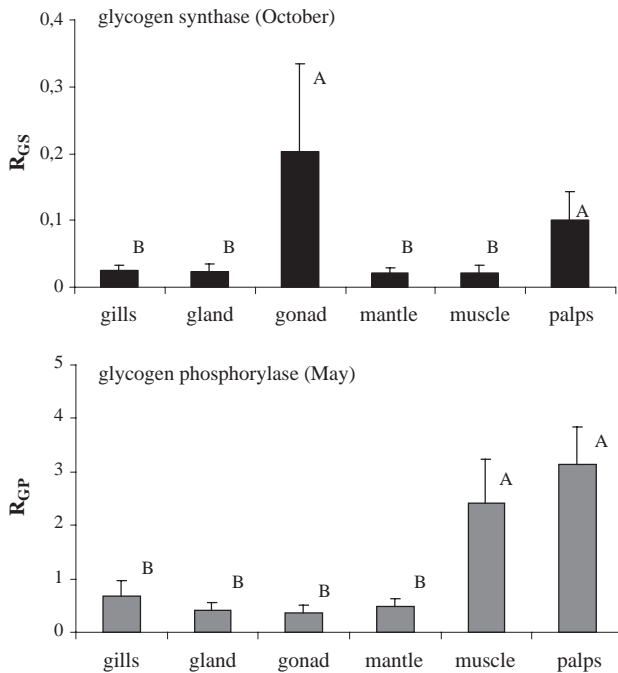 glycogen synthase (October)
0,4
0,3
0,2
0,1
0
R_GS
B B A B B A
gills gland gonad mantle muscle palps
glycogen phosphorylase (May)
5
4
3
2
1
0
R_GP
B B B B A A
gills gland gonad mantle muscle palps